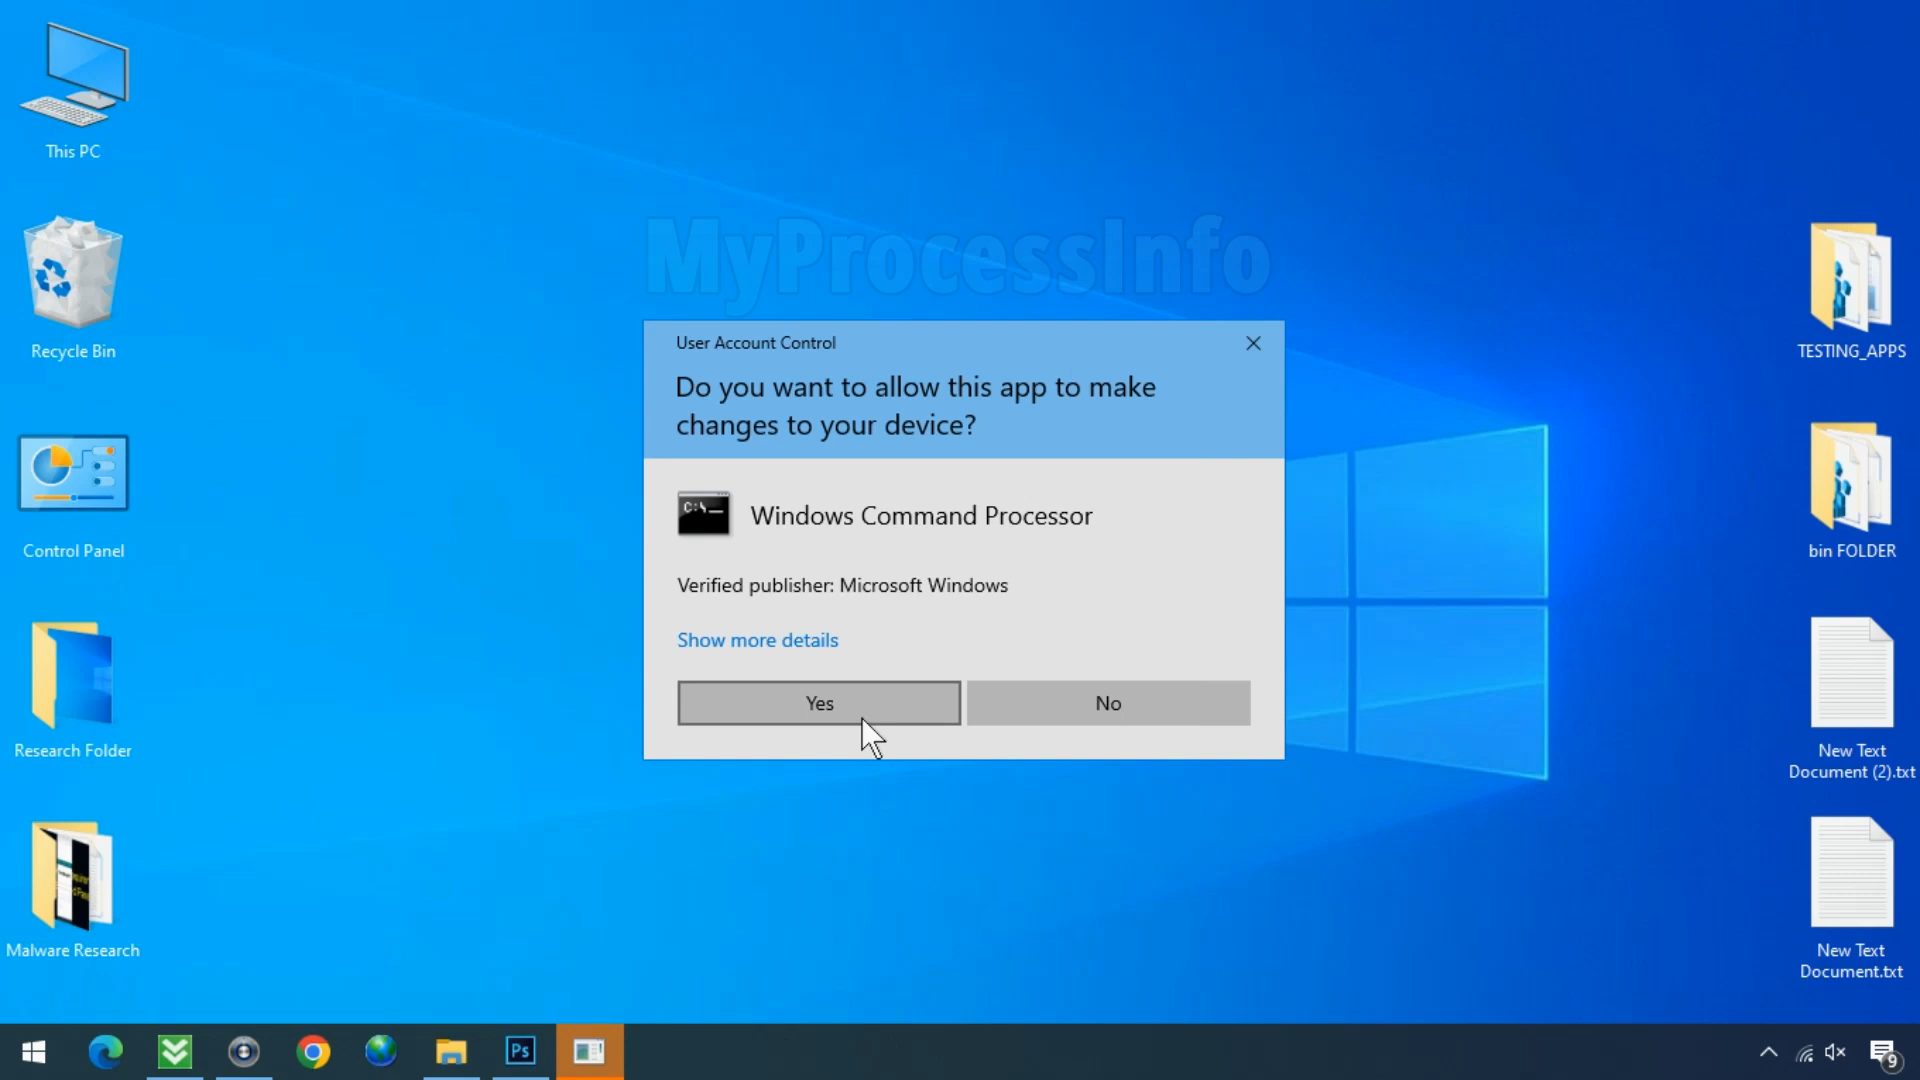 This PC
Recycle Bin
Control Panel
Research Folder
Malware Research
MyProcessInfo
User Account Control
Do you want to allow this app to make
changes to your device?
C:\
Windows Command Processor
Verified publisher: Microsoft Windows
Show more details
Yes
No
TESTING_APPS
bin FOLDER
New Text
Document (2).txt
New Text
Document.txt
Ps
9